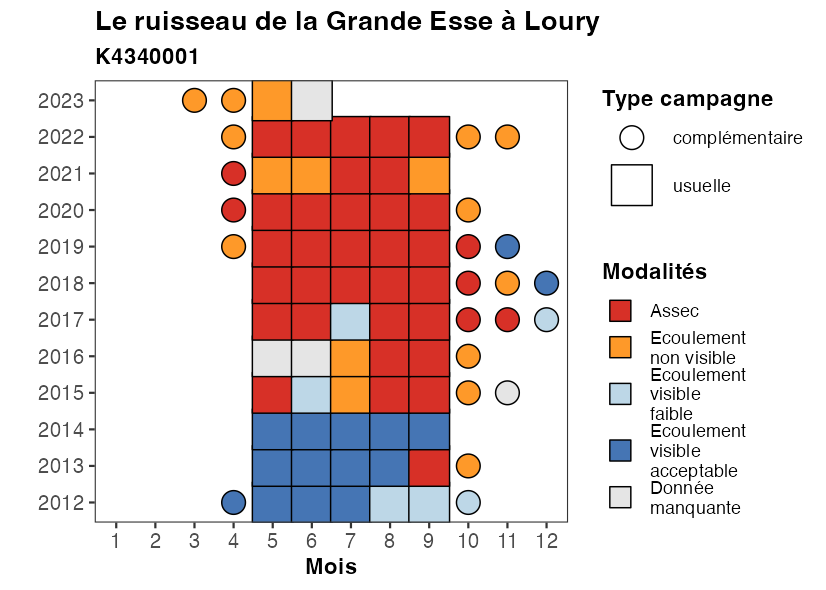 Le ruisseau de la Grande Esse à Loury
K4340001
2023
2022
2021
2020
2019
2018
2017
2016
2015
2014
2013
2012
1 2 3 4 5 6 7 8 9 10 11 12
Mois
Type campagne
complémentaire
usuelle
Modalités
Assec
Ecoulement
non visible
Ecoulement
visible
faible
Ecoulement
visible
acceptable
Donnée
manquante